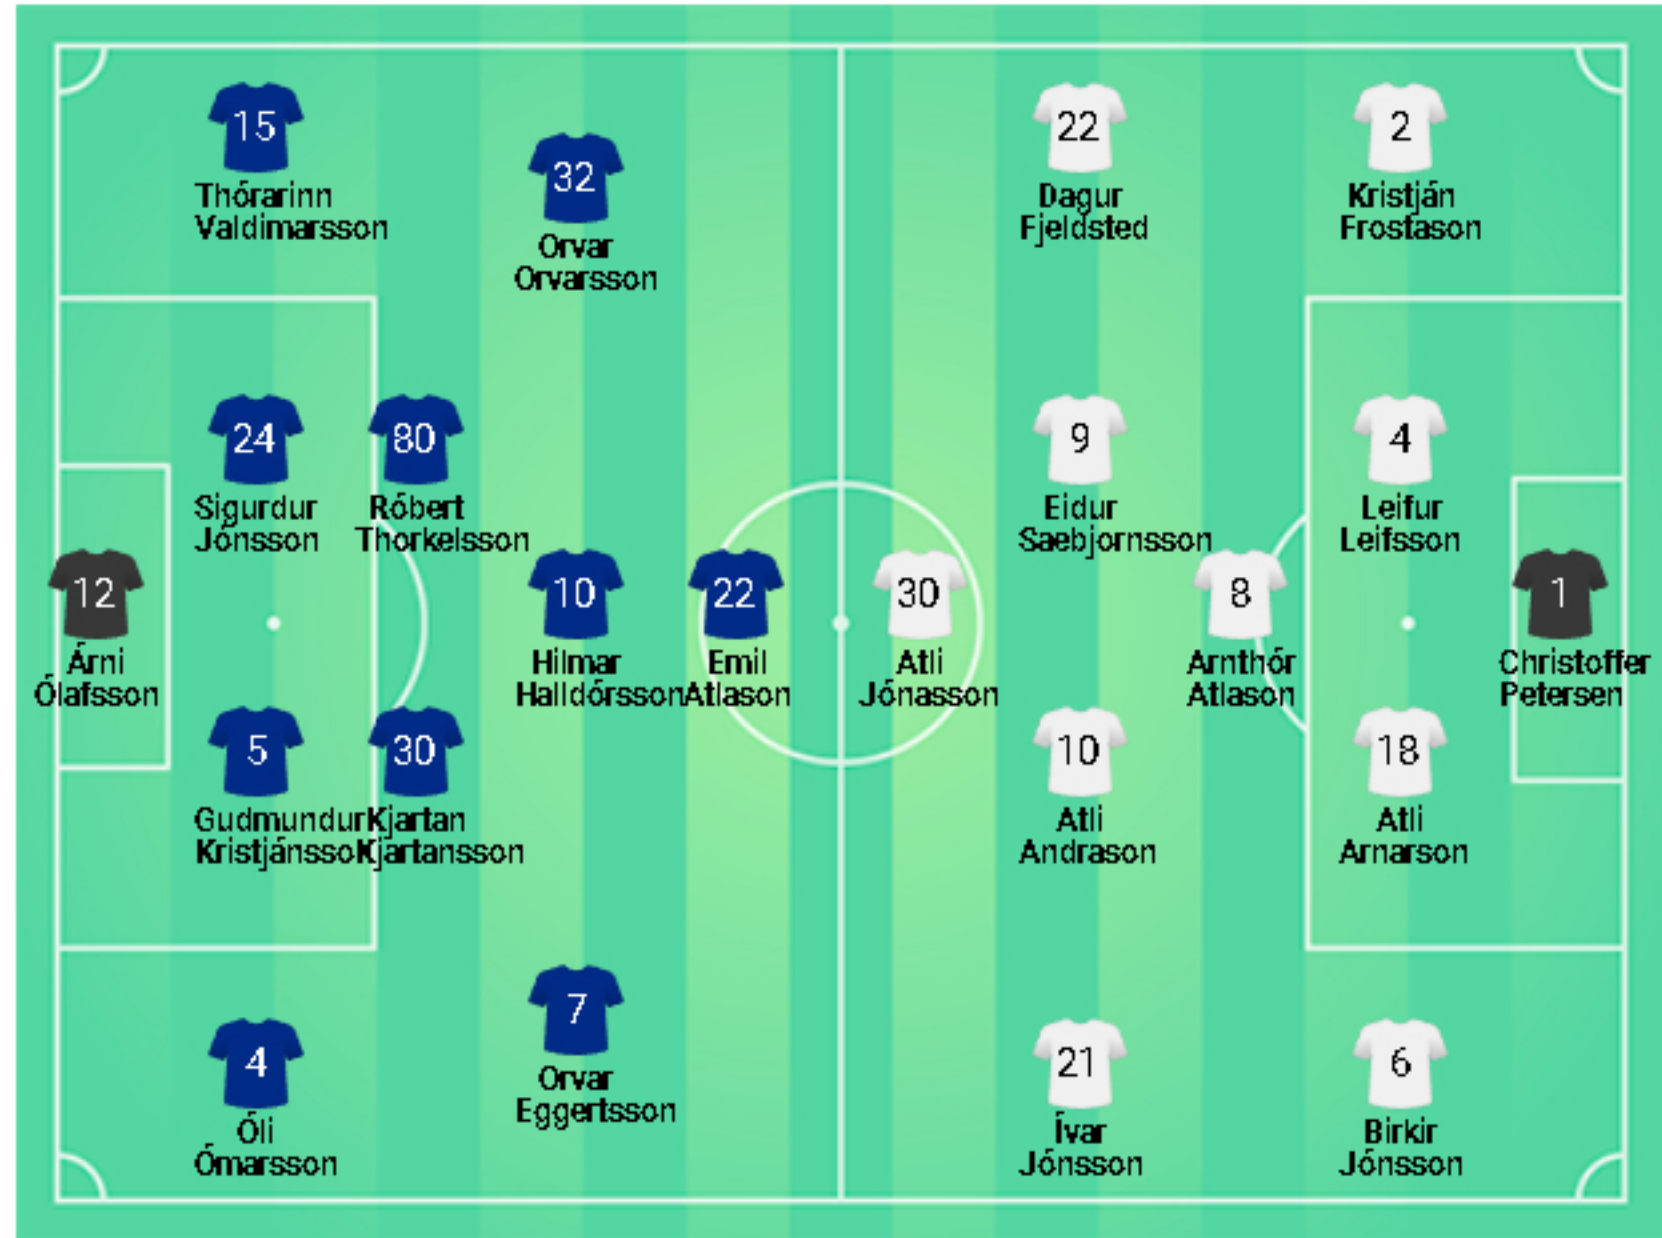 15
Thórarinn
Valdimarsson
32
Orvar
Orvarsson
22
Dagur
Fjeldsted
2
Kristján
Frostason
24
Sigurdur
Jónsson
80
Róbert
Thorkelsson
9
Eidur
Saebjornsson
4
Leifur
Leifsson
12
Árni
Ólafsson
10
Hilmar
Halldórsson
22
Emil
Atlason
30
Atli
Jónasson
8
Arnthór
Atlason
1
Christoffer
Petersen
5
Gudmundur
Kristjánsso
30
Kjartan
Kjartansson
10
Atli
Andrason
18
Atli
Arnarson
4
Óli
Ómarsson
7
Orvar
Eggertsson
21
Ívar
Jónsson
6
Birkir
Jónsson